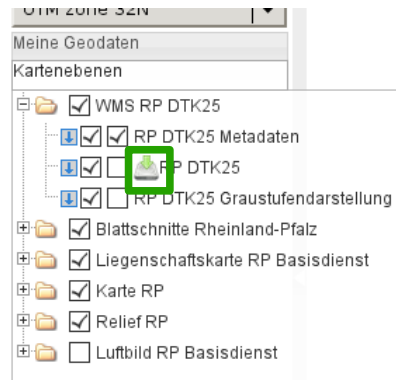 UTM Zone 32N
Meine Geodaten
Kartenebenen
WMS RP DTK25
RP DTK25 Metadaten
RP DTK25
RP DTK25 Graustufendarstellung
Blattschnitte Rheinland-Pfalz
Liegenschaftskarte RP Basisdienst
Karte RP
Relief RP
Luftbild RP Basisdienst